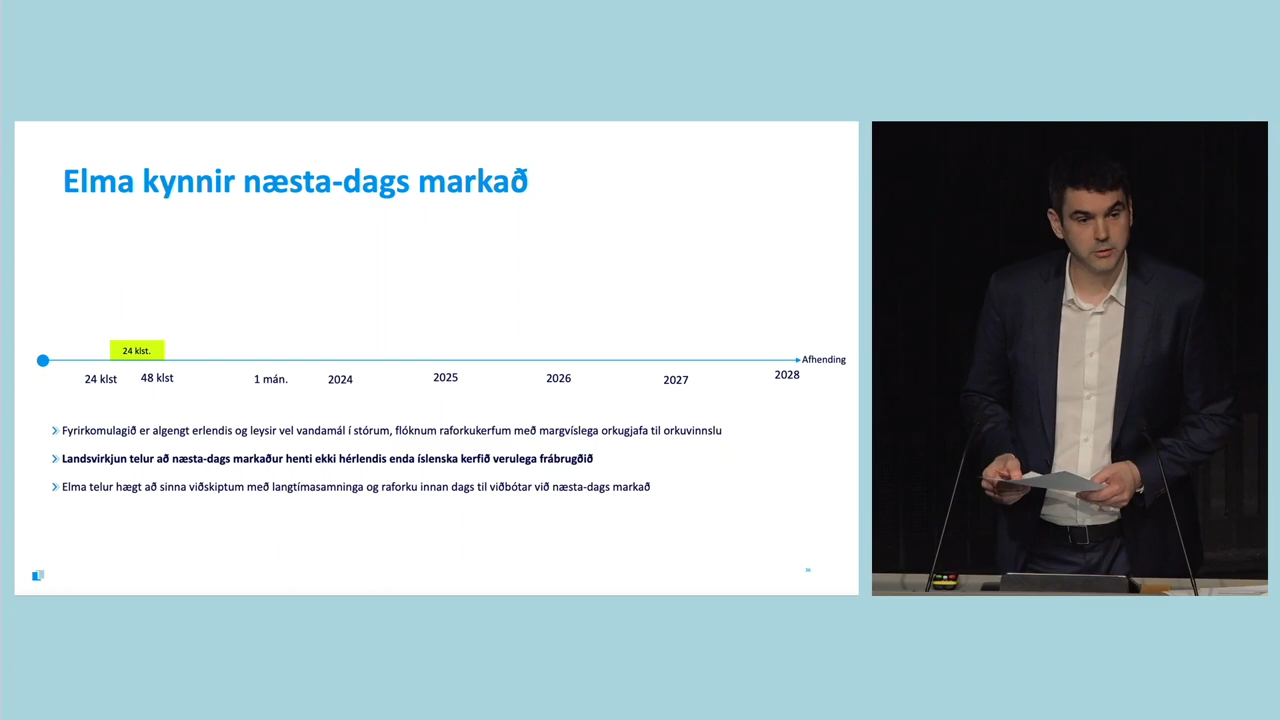 Elma kynnir næsta-dags markað
24 klst.
Afhending
24 klst
48 klst
1 mán.
2024
2025
2026
2027
2028
Fyrirkomulagið er algengt erlendis og leysir vel vandamál í stórum, flóknum raforkukerfum með margvíslega orkugjafa til orkuvinnslu
Landsvirkjun telur að næsta-dags markaður henti ekki hérlendis enda íslenska kerfið verulega frábrugðið
Elma telur hægt að sinna viðskiptum með langtímasamninga og raforku innan dags til viðbótar við næsta-dags markað